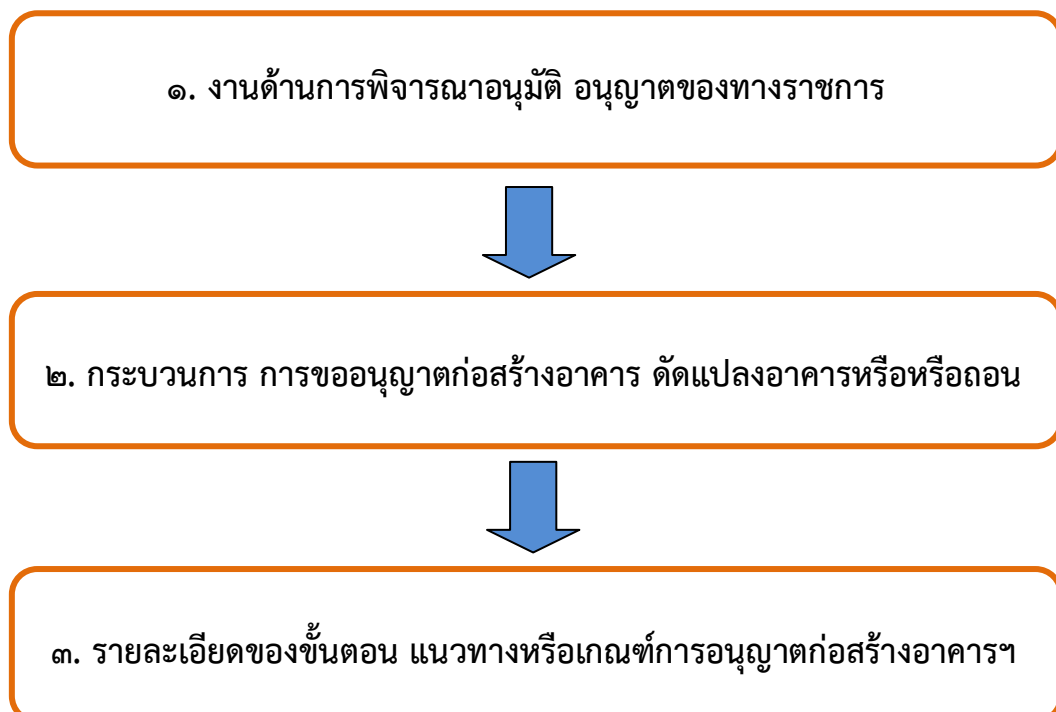 ๑. งานด้านการพิจารณาอนุมัติ อนุญาตของทางราชการ
๒. กระบวนการ การขออนุญาตก่อสร้างอาคาร ดัดแปลงอาคารหรือหรือถอน
๓. รายละเอียดของขั้นตอน แนวทางหรือเกณฑ์การอนุญาตก่อสร้างอาคารฯ